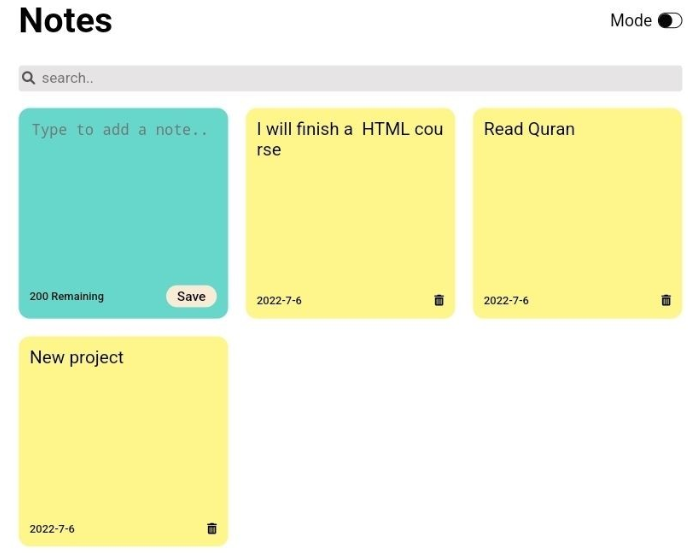 Notes
Mode
search..
Type to add a note..
200 Remaining
Save
I will finish a  HTML cou
rse
2022-7-6
Read Quran
2022-7-6
New project
2022-7-6